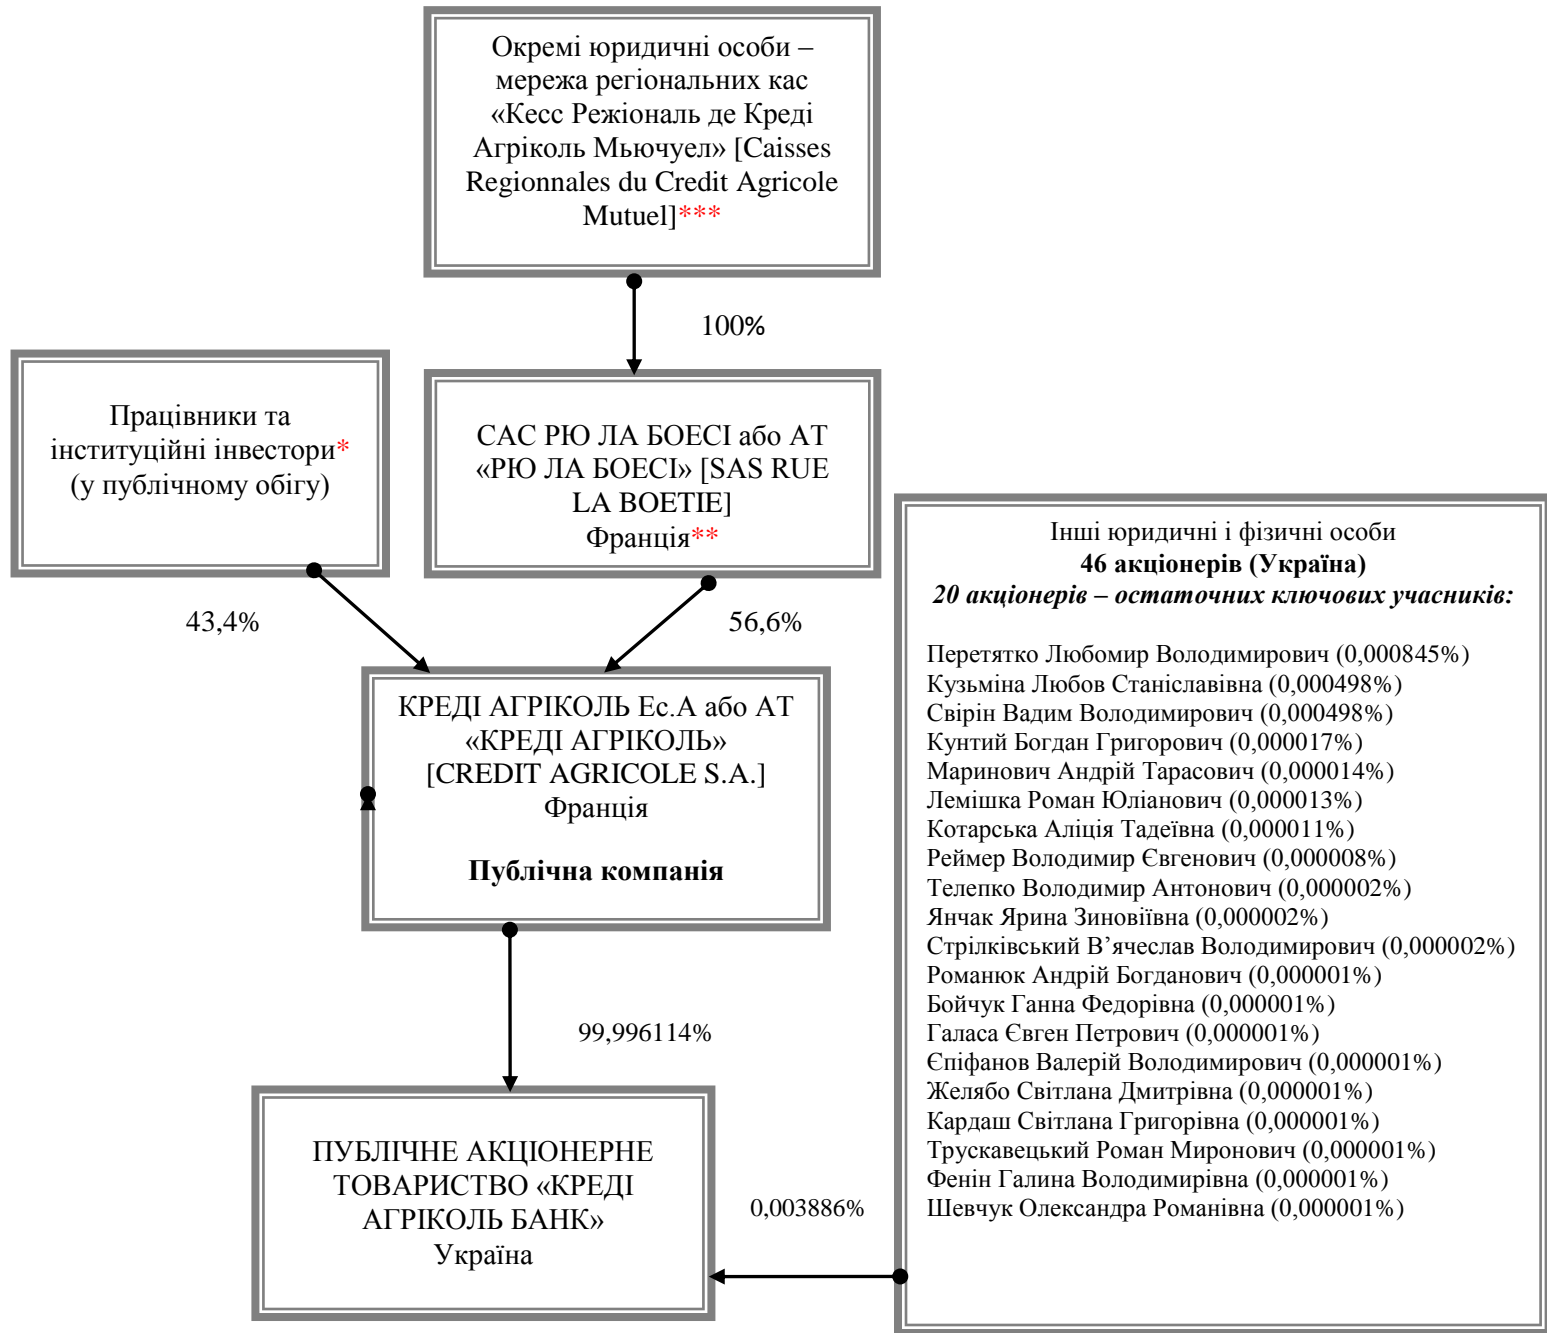 Окремі юридичні особи –
мережа регіональних кас
«Кесс Режіональ де Креді
Агріколь Мьючуел» [Caisses
Regionnales du Credit Agricole
Mutuel]***
100%
Працівники та
інституційні інвестори*
(у публічному обігу)
САС РЮ ЛА БОЕСІ або АТ
«РЮ ЛА БОЕСІ» [SAS RUE
LA BOETIE]
Франція**
43,4%
56,6%
КРЕДІ АГРІКОЛЬ Ес.А або АТ
«КРЕДІ АГРІКОЛЬ»
[CREDIT AGRICOLE S.A.]
Франція
Публічна компанія
99,996114%
ПУБЛІЧНЕ АКЦІОНЕРНЕ
ТОВАРИСТВО «КРЕДІ
АГРІКОЛЬ БАНК»
Україна
0,003886%
Інші юридичні і фізичні особи
46 акціонерів (Україна)
20 акціонерів – остаточних ключових учасників:
Перетятко Любомир Володимирович (0,000845%)
Кузьміна Любов Станіславівна (0,000498%)
Свірін Вадим Володимирович (0,000498%)
Кунтий Богдан Григорович (0,000017%)
Маринович Андрій Тарасович (0,000014%)
Лемішка Роман Юліанович (0,000013%)
Котарська Аліція Тадеївна (0,000011%)
Реймер Володимир Євгенович (0,000008%)
Телепко Володимир Антонович (0,000002%)
Янчак Ярина Зиновіївна (0,000002%)
Стрілківський В’ячеслав Володимирович (0,000002%)
Романюк Андрій Богданович (0,000001%)
Бойчук Ганна Федорівна (0,000001%)
Галаса Євген Петрович (0,000001%)
Єпіфанов Валерій Володимирович (0,000001%)
Желябо Світлана Дмитрівна (0,000001%)
Кардаш Світлана Григорівна (0,000001%)
Трускавецький Роман Миронович (0,000001%)
Фенін Галина Володимирівна (0,000001%)
Шевчук Олександра Романівна (0,000001%)